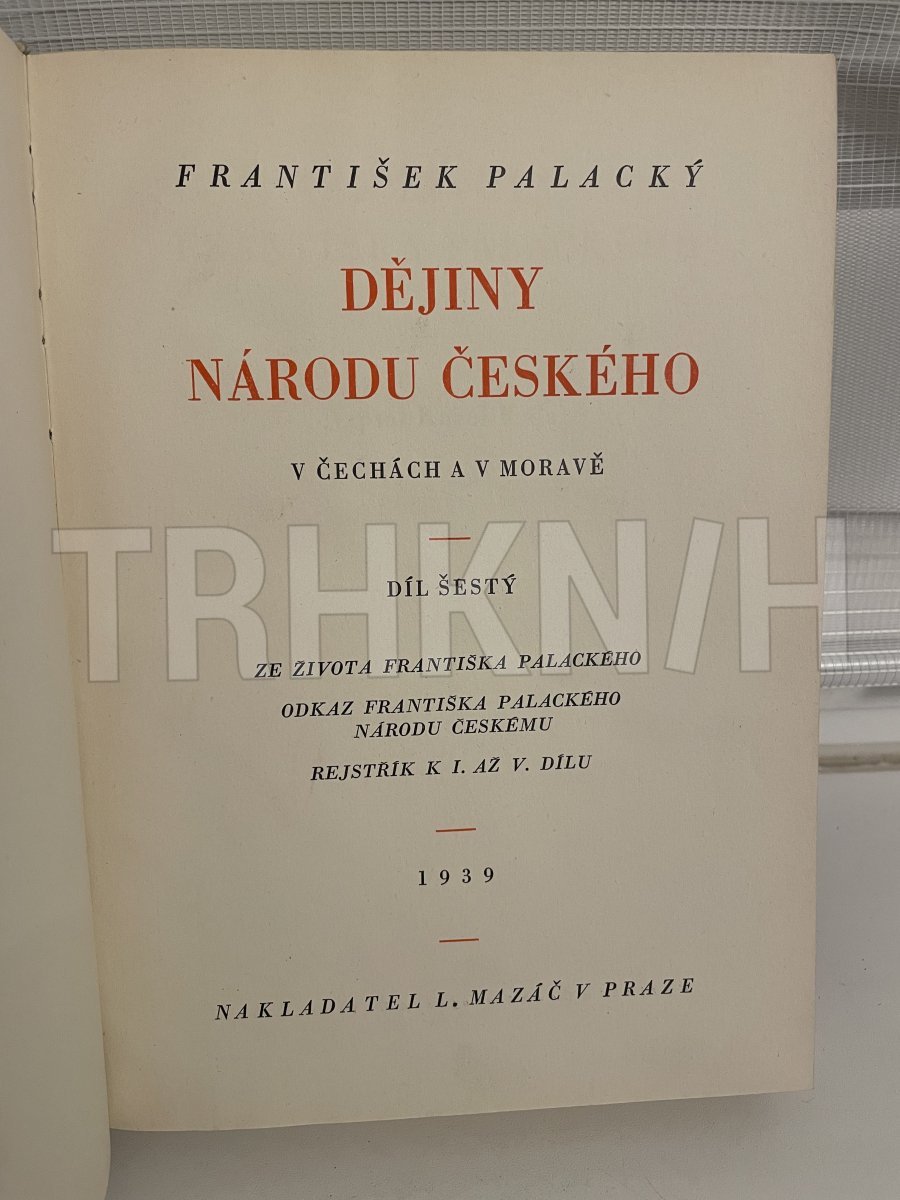 FRANTIŠEK PALACKÝ
DĚJINY
NÁRODU ČESKÉHO
V ČECHÁCH A V MORAVĚ
TRHKNIH
DÍL ŠESTÝ
ZE ŽIVOTA FRANTIŠKA PALACKÉHO
ODKAZ FRANTIŠKA PALACKÉHO
NÁRODU ČESKÉMU
REJSTŘÍK K I. AŽ V. DÍLU
1939
NAKLADATEL L. MAZÁČ V PRAZE